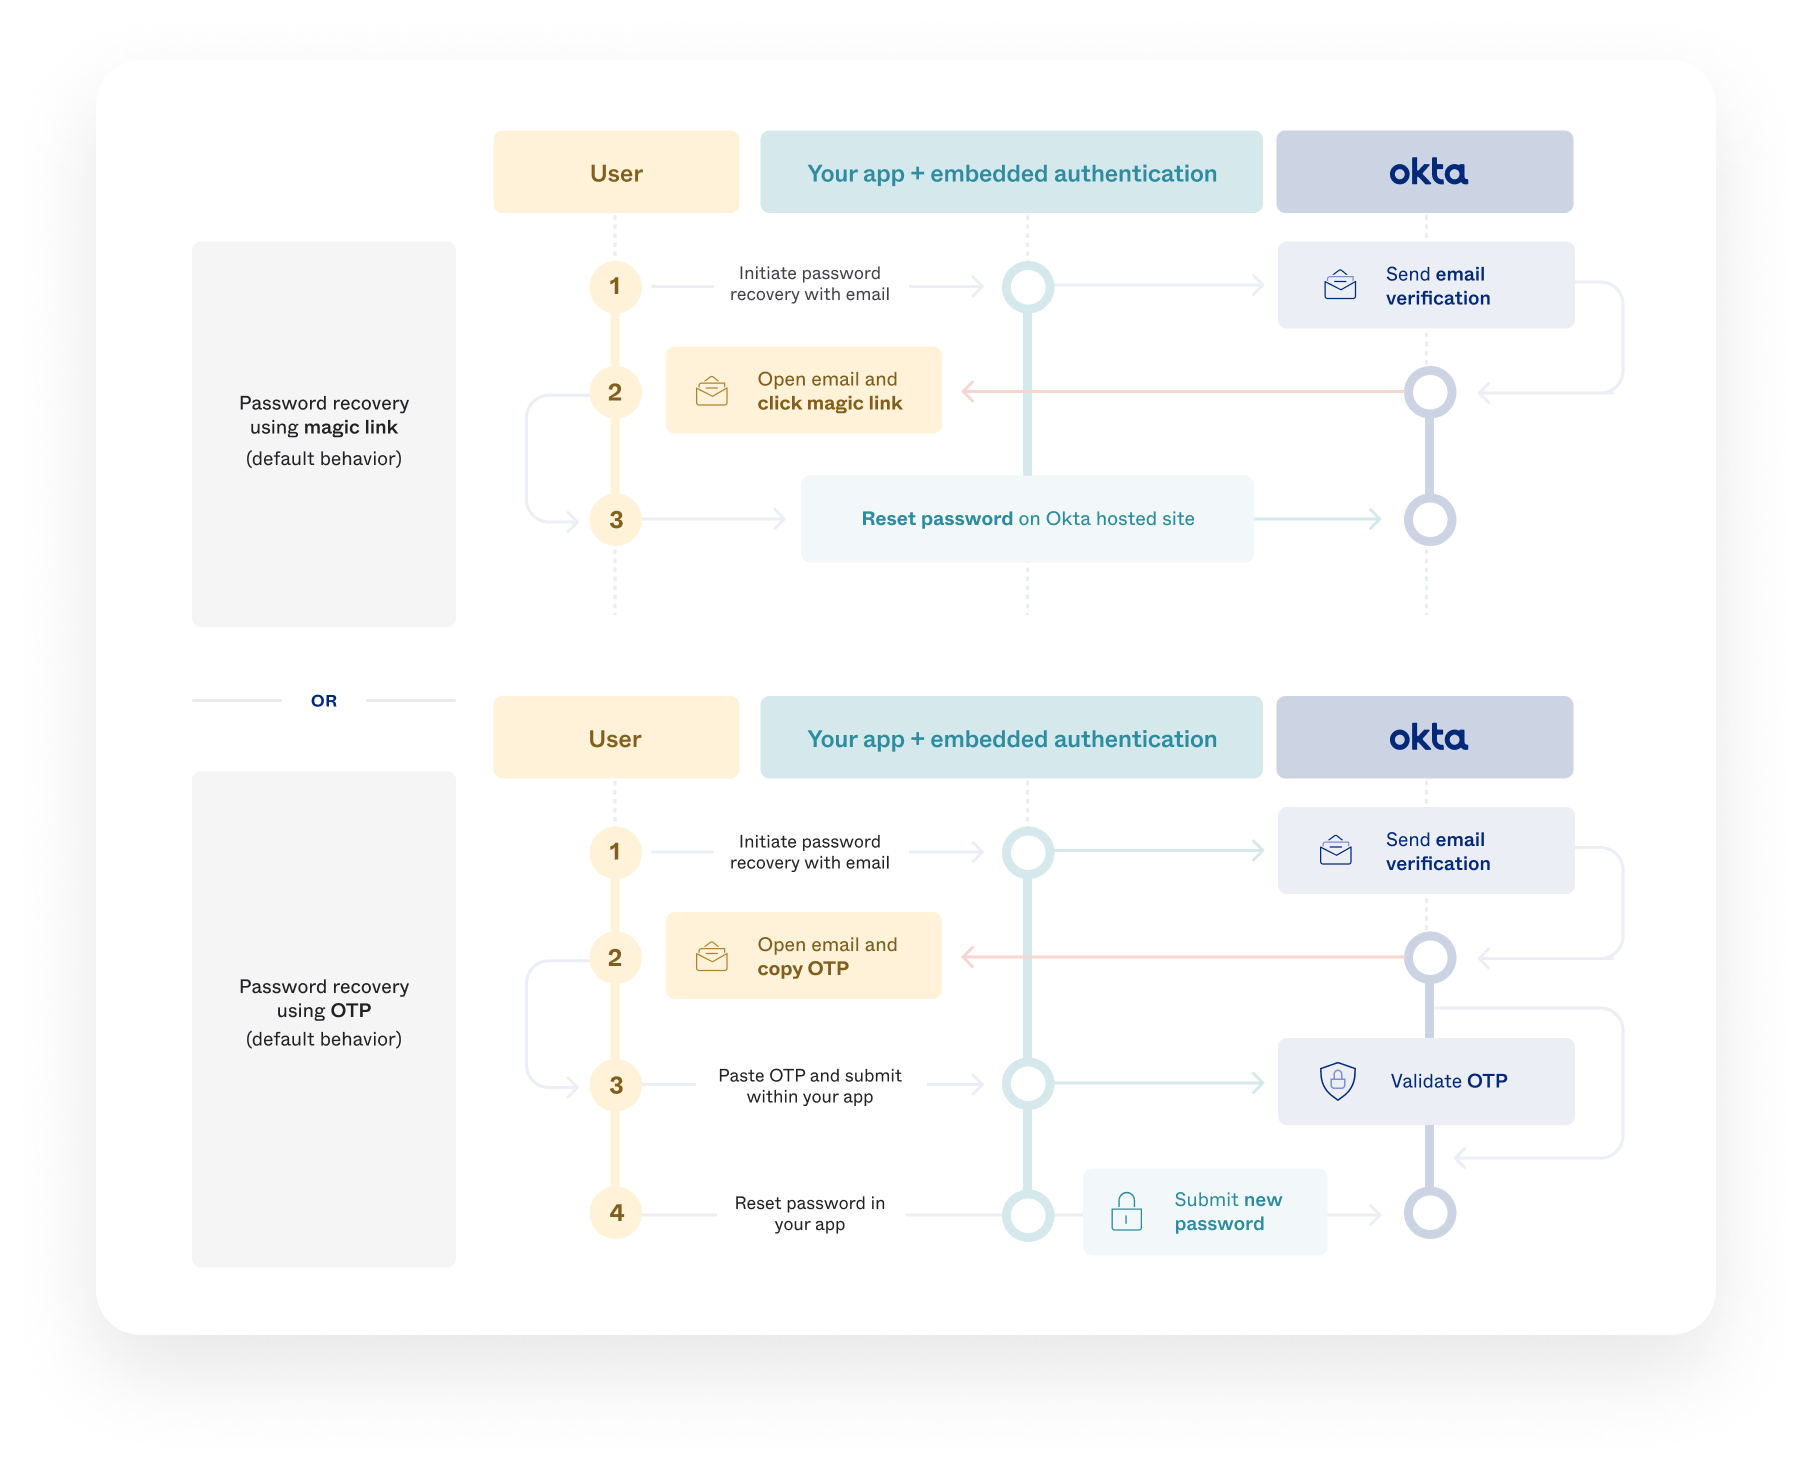 User
Your app + embedded authentication
okta
Password recovery
using magic link
(default behavior)
1
Initiate password
recovery with email
Send email
verification
2
Open email and
click magic link
3
Reset password on Okta hosted site
OR
User
Your app + embedded authentication
okta
Password recovery
using OTP
(default behavior)
1
Initiate password
recovery with email
Send email
verification
2
Open email and
copy OTP
3
Paste OTP and submit
within your app
Validate OTP
4
Reset password in
your app
Submit new
password